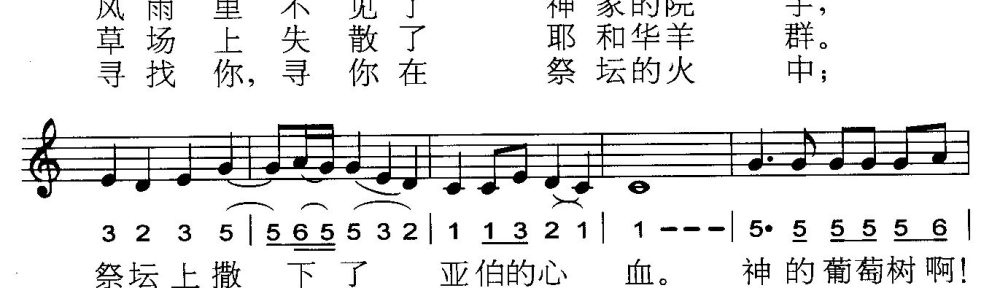 风雨里不见了 神家的院子，
草场上失散了 耶和华羊群。
寻找你，寻你在 祭坛的火中；
3 2 3 5 | 5 6 5 5 3 2 | 1 1 3 2 1 | 1 - - - | 5• 5 5 5 5 6 |
祭坛上撒 下了 亚伯的心 血。 神的葡萄树啊！